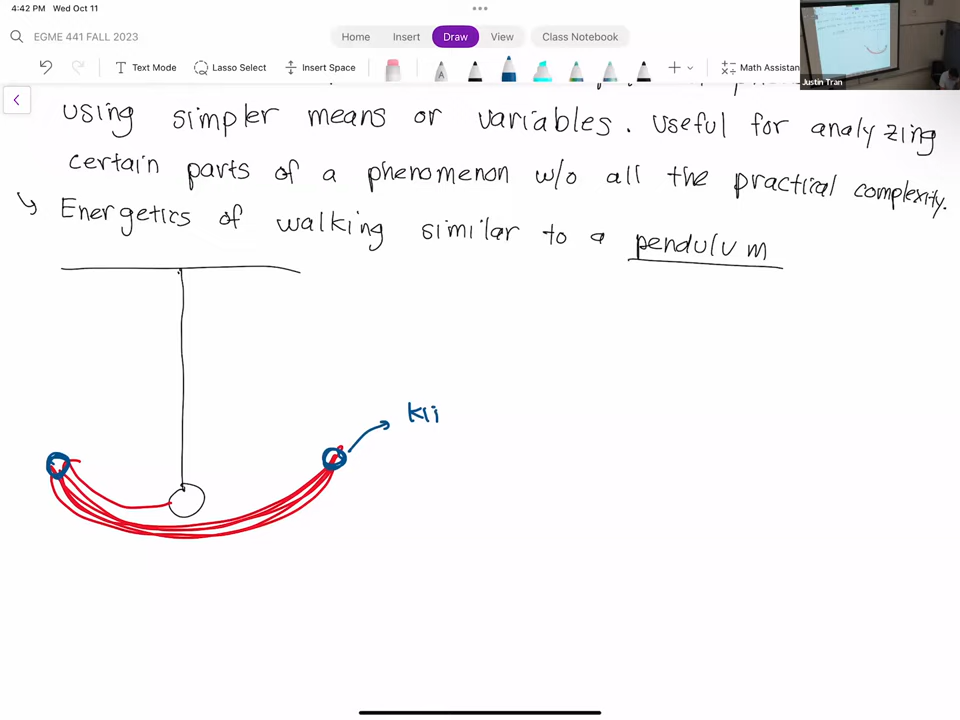 4:42 PM Wed Oct 11
EGME 441 FALL 2023
Home Insert Draw View Class Notebook
Text Mode Lasso Select Insert Space Math Assistan
Justin Tran
using simpler means or variables. Useful for analyzing
certain parts of a phenomenon w/o all the practical complexity.
↳ Energetics of walking similar to a pendulum
kii